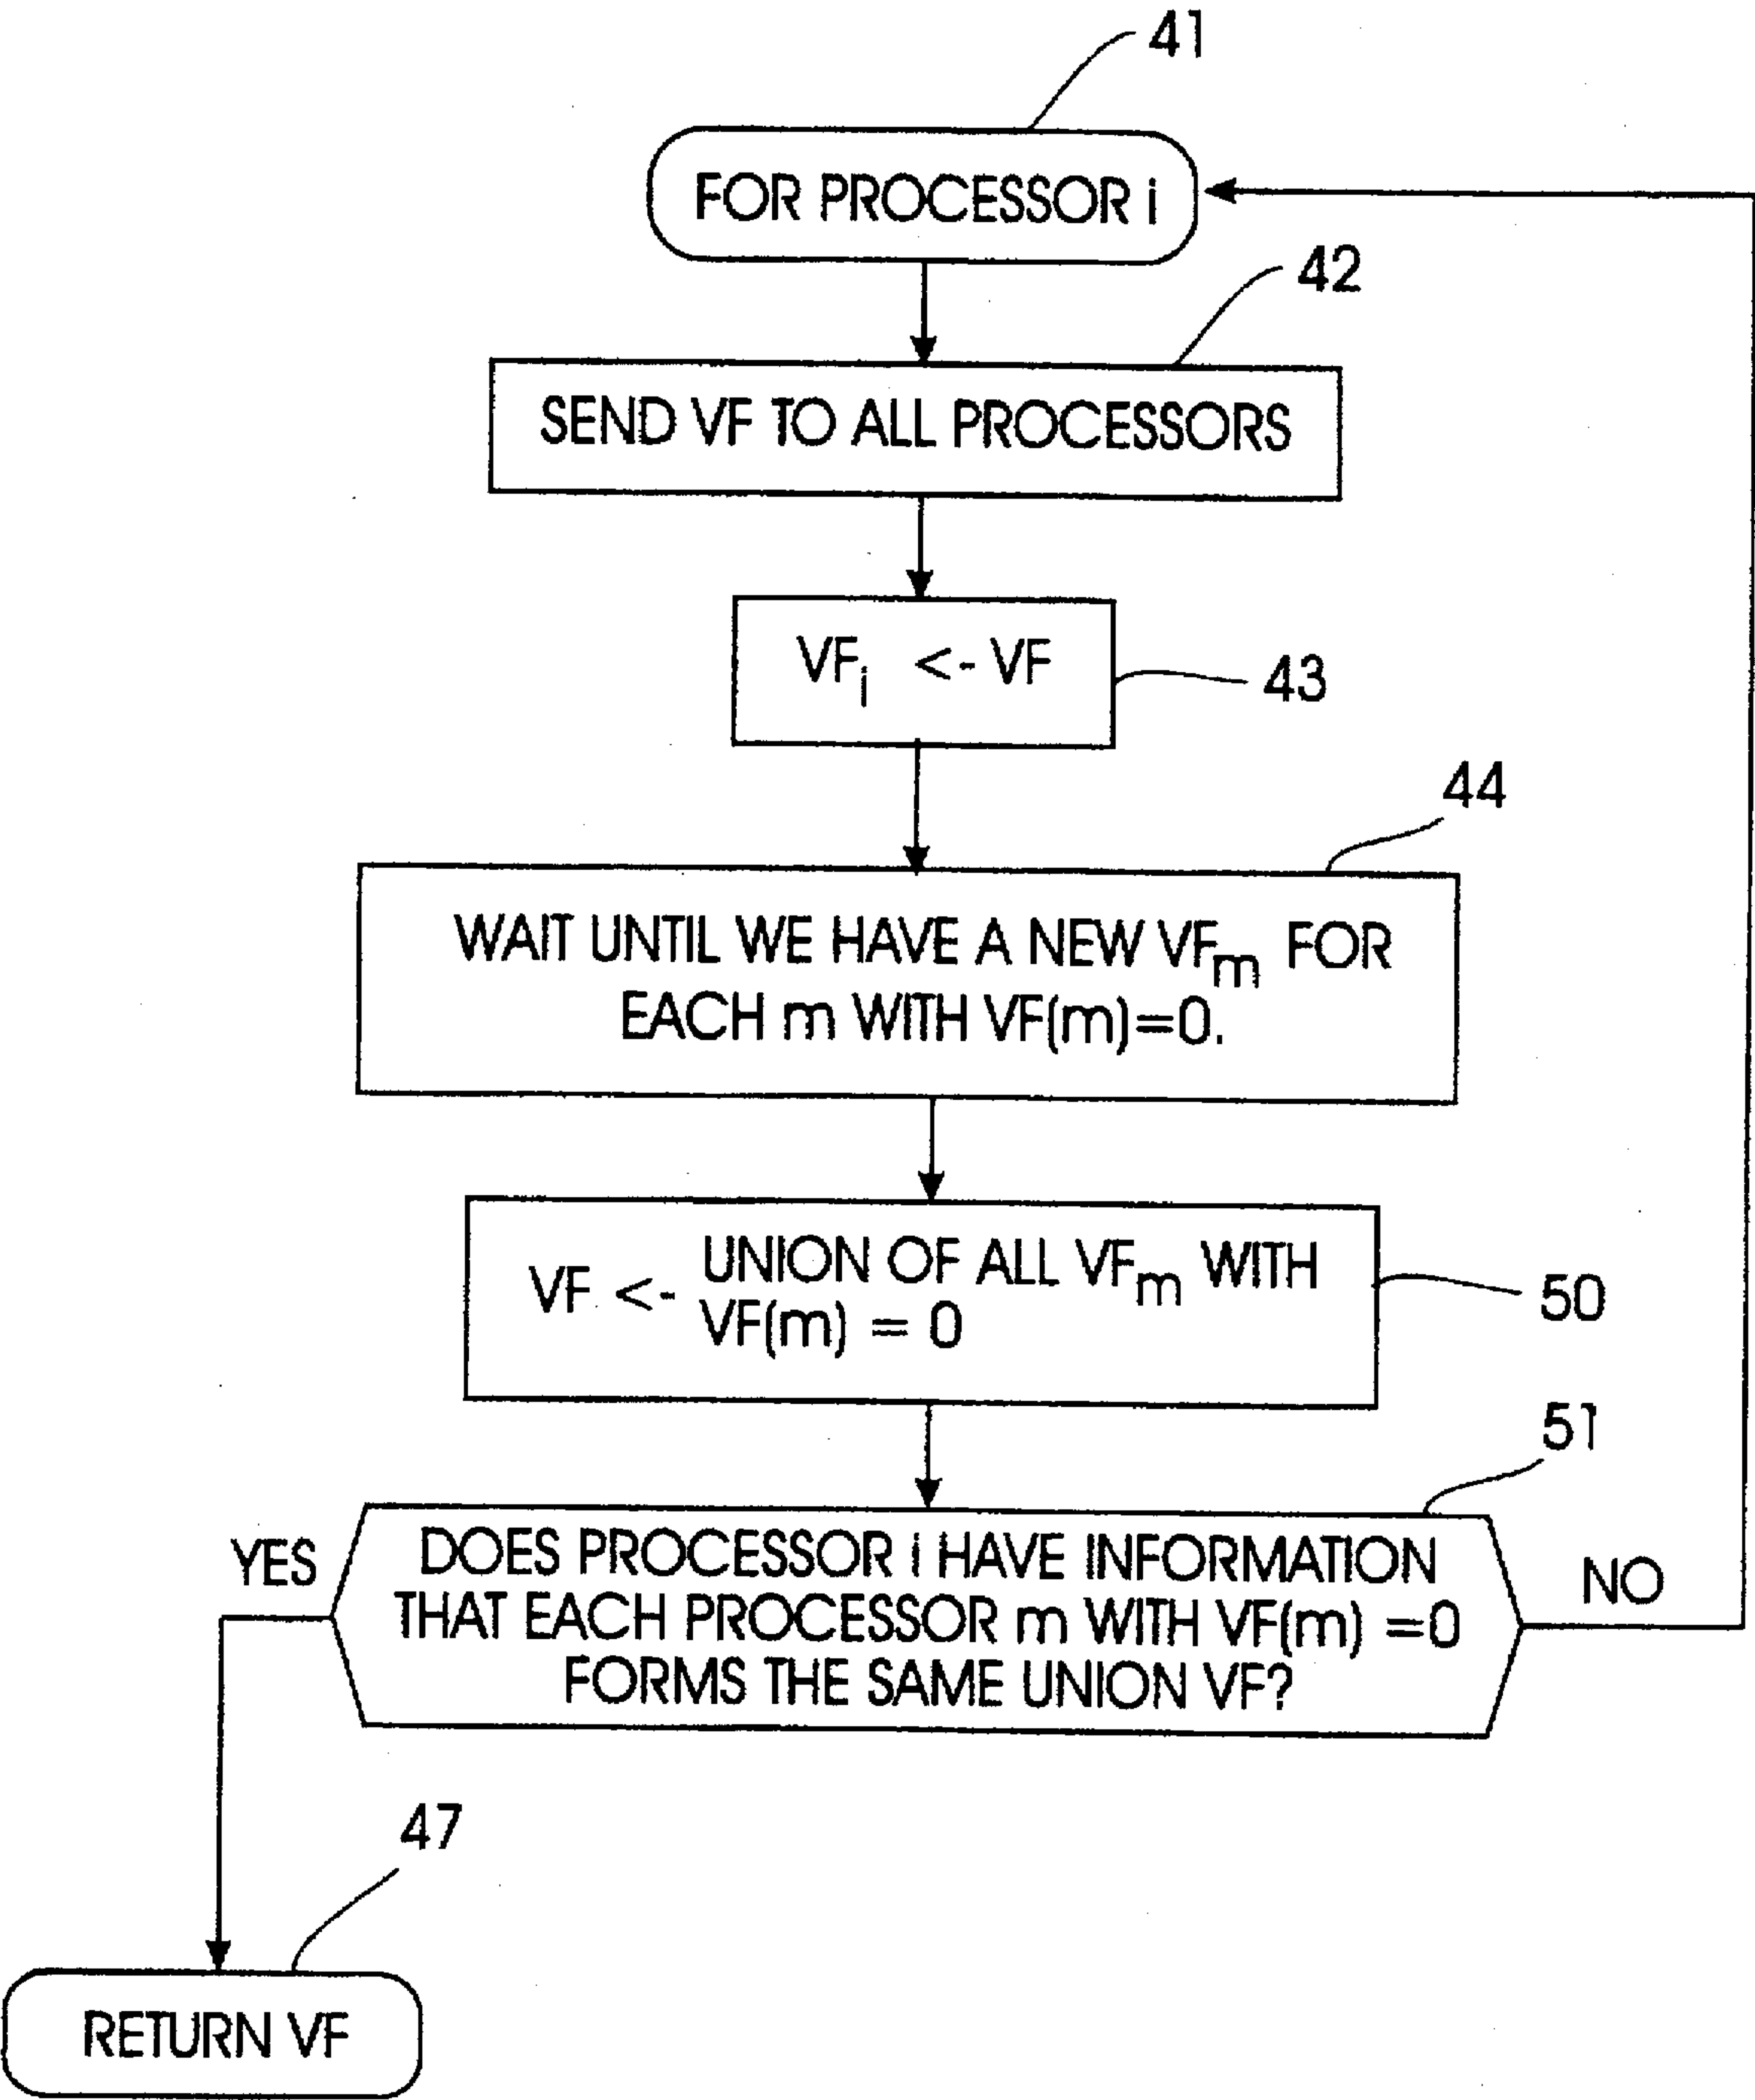 41
FOR PROCESSOR i
42
SEND VF TO ALL PROCESSORS
VFi <- VF
43
44
WAIT UNTIL WE HAVE A NEW VFm FOR
EACH m WITH VF(m)=0.
UNION OF ALL VFm WITH
VF <-
VF(m) = 0
50
51
YES
DOES PROCESSOR i HAVE INFORMATION
THAT EACH PROCESSOR m WITH VF(m) =0
FORMS THE SAME UNION VF?
NO
47
RETURN VF